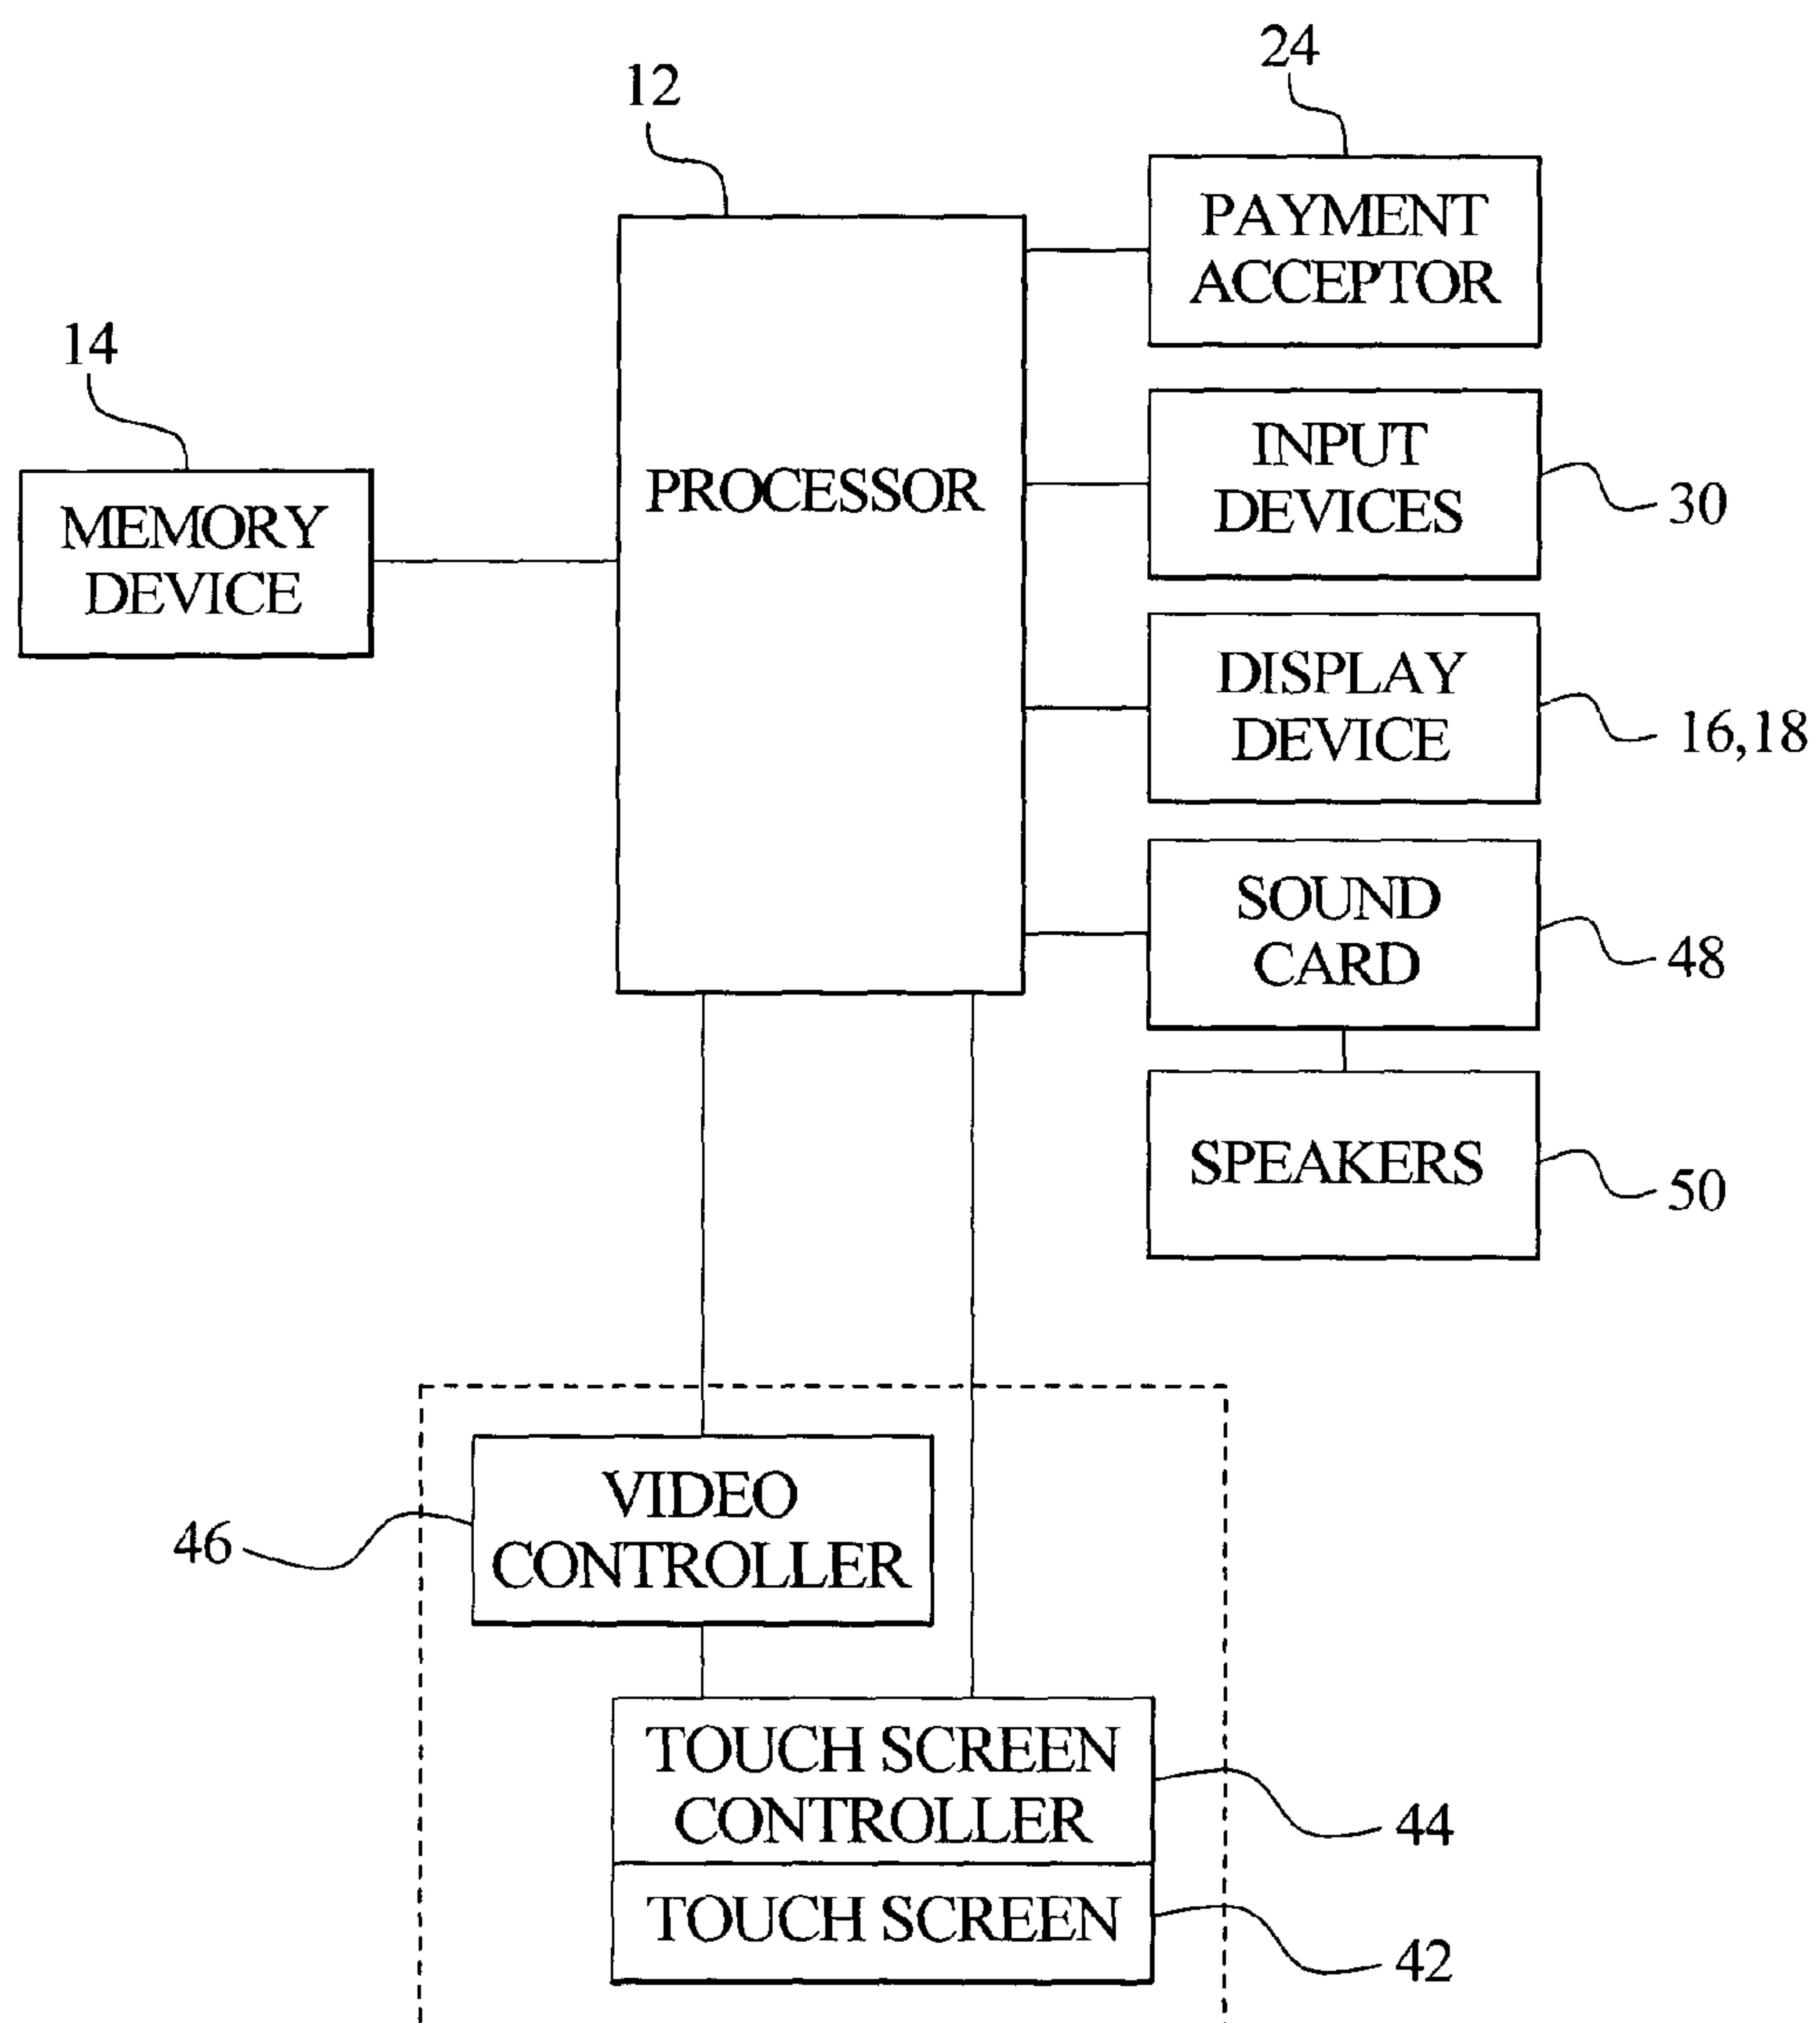 24
12
PAYMENT
ACCEPTOR
14
INPUT
DEVICES
30
PROCESSOR
MEMORY
DEVICE
DISPLAY
DEVICE
16,18
SOUND
CARD
48
SPEAKERS
50
VIDEO
CONTROLLER
46
TOUCH SCREEN
CONTROLLER
44
TOUCH SCREEN
42